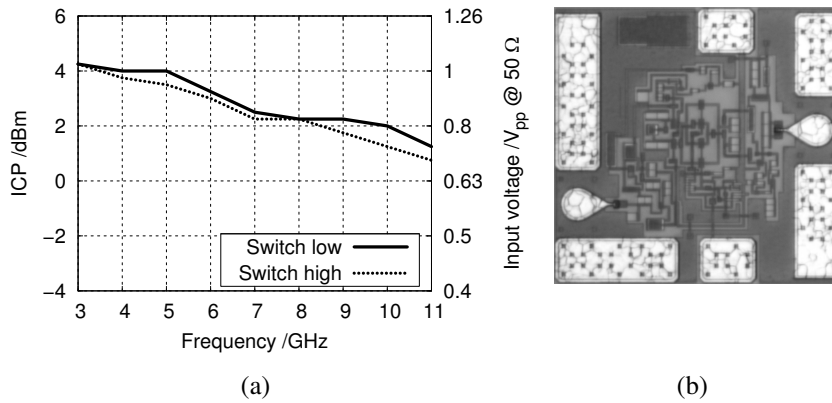 6
4
2
0
−2
−4
ICP /dBm
1.26
1
0.8
0.63
0.5
0.4
Input voltage /Vpp @ 50 Ω
Switch low
Switch high
3 4 5 6 7 8 9 10 11
Frequency /GHz
(a)
(b)